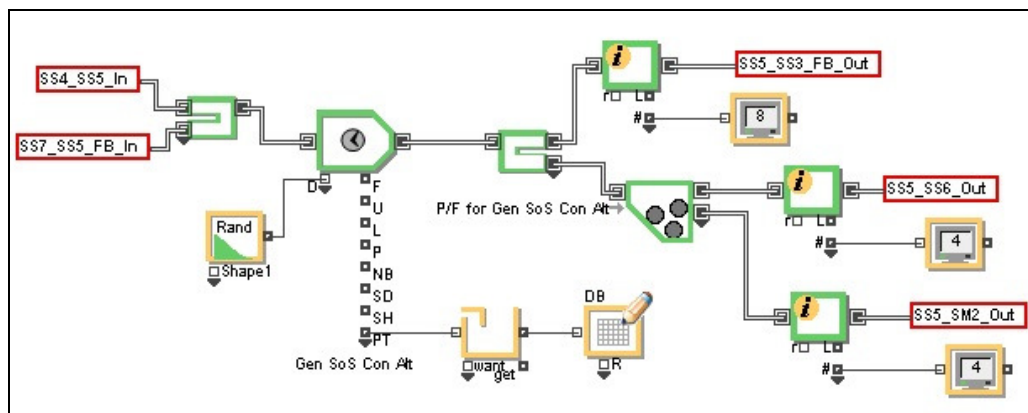 SS4_SS5_In
SS7_SS5_FB_In
D
F
U
L
P
NB
SD
SH
PT
Rand
Shape1
Gen SoS Con Alt
want
get
DB
R
P/F for Gen SoS Con Alt
i
r L
#
8
SS5_SS3_FB_Out
i
r L
#
4
SS5_SS6_Out
i
r L
#
4
SS5_SM2_Out